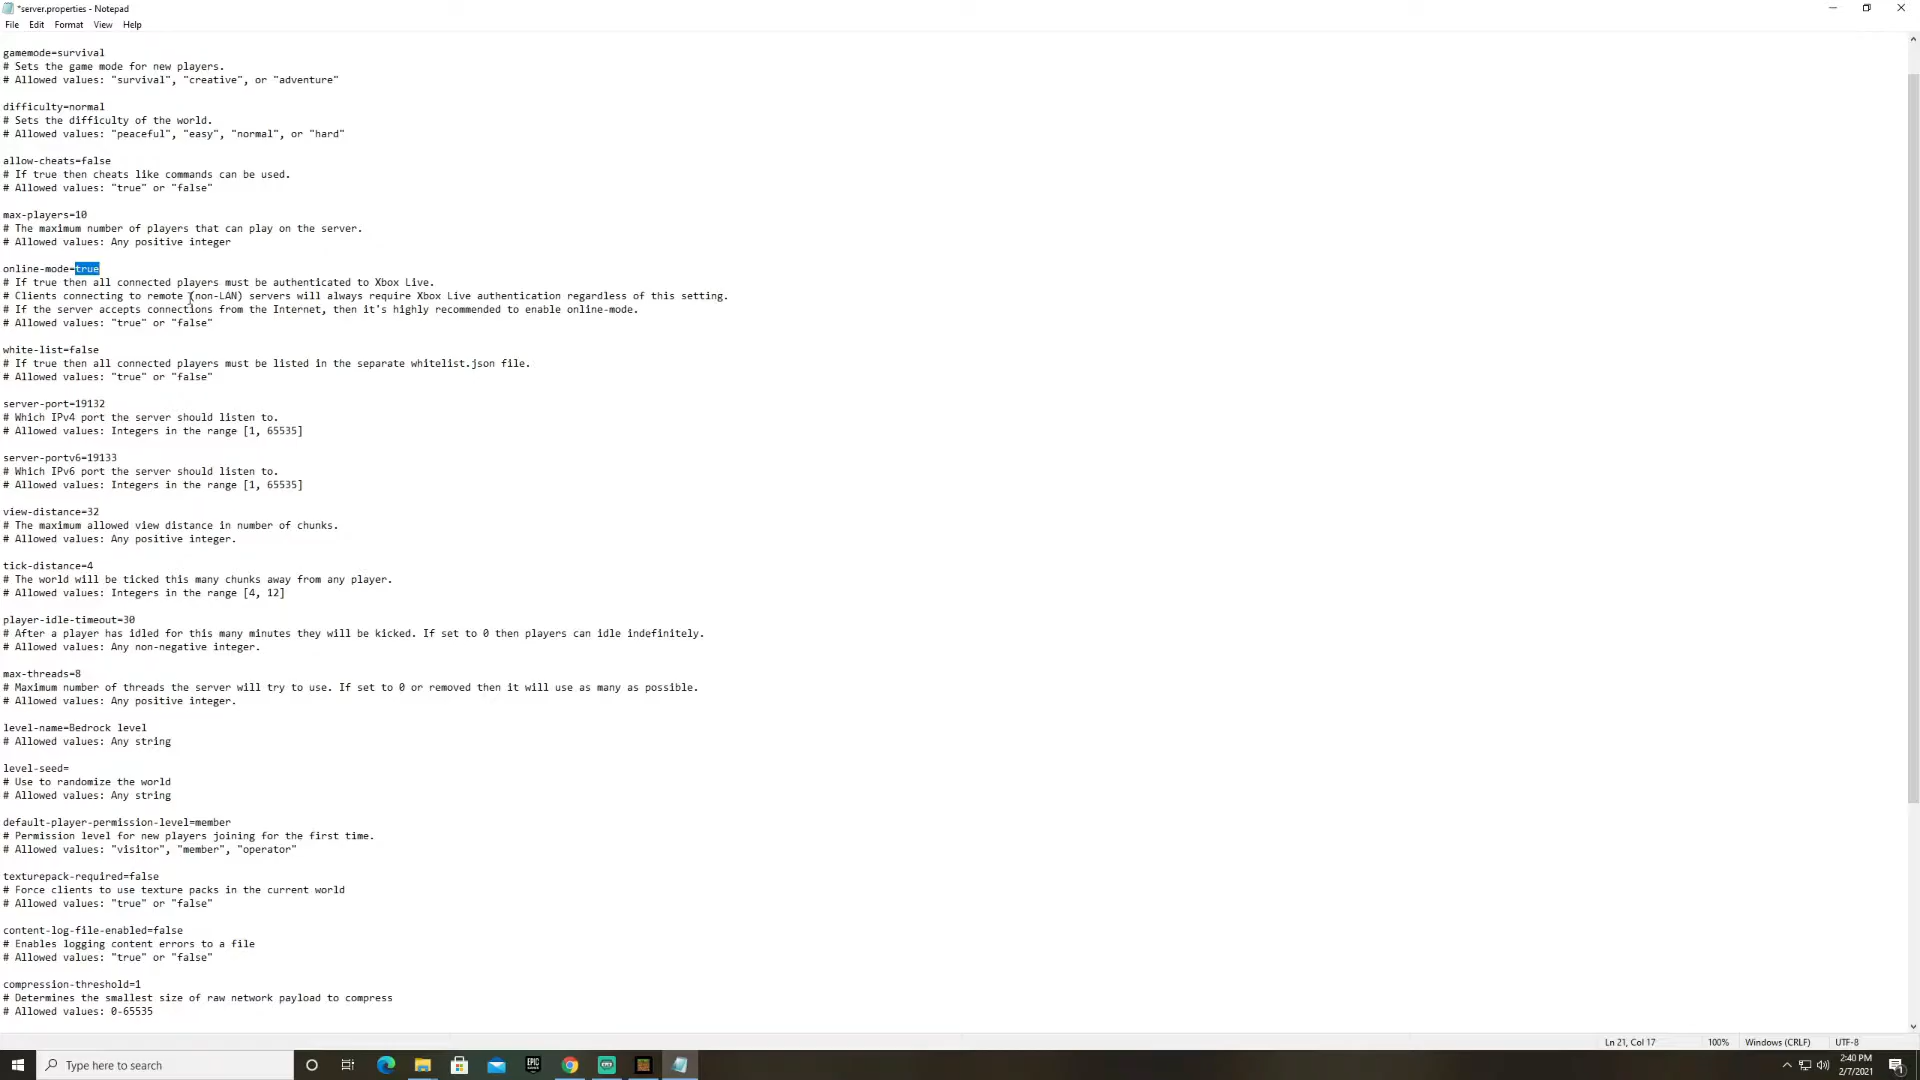 *server.properties - Notepad
File Edit Format View Help
gamemode=survival
# Sets the game mode for new players.
# Allowed values: "survival", "creative", or "adventure"
difficulty=normal
# Sets the difficulty of the world.
# Allowed values: "peaceful", "easy", "normal", or "hard"
allow-cheats=false
# If true then cheats like commands can be used.
# Allowed values: "true" or "false"
max-players=10
# The maximum number of players that can play on the server.
# Allowed values: Any positive integer
online-mode=true
# If true then all connected players must be authenticated to Xbox Live.
# Clients connecting to remote (non-LAN) servers will always require Xbox Live authentication regardless of this setting.
# If the server accepts connections from the Internet, then it's highly recommended to enable online-mode.
# Allowed values: "true" or "false"
white-list=false
# If true then all connected players must be listed in the separate whitelist.json file.
# Allowed values: "true" or "false"
server-port=19132
# Which IPv4 port the server should listen to.
# Allowed values: Integers in the range [1, 65535]
server-portv6=19133
# Which IPv6 port the server should listen to.
# Allowed values: Integers in the range [1, 65535]
view-distance=32
# The maximum allowed view distance in number of chunks.
# Allowed values: Any positive integer.
tick-distance=4
# The world will be ticked this many chunks away from any player.
# Allowed values: Integers in the range [4, 12]
player-idle-timeout=30
# After a player has idled for this many minutes they will be kicked. If set to 0 then players can idle indefinitely.
# Allowed values: Any non-negative integer.
max-threads=8
# Maximum number of threads the server will try to use. If set to 0 or removed then it will use as many as possible.
# Allowed values: Any positive integer.
level-name=Bedrock level
# Allowed values: Any string
level-seed=
# Use to randomize the world
# Allowed values: Any string
default-player-permission-level=member
# Permission level for new players joining for the first time.
# Allowed values: "visitor", "member", "operator"
texturepack-required=false
# Force clients to use texture packs in the current world
# Allowed values: "true" or "false"
content-log-file-enabled=false
# Enables logging content errors to a file
# Allowed values: "true" or "false"
compression-threshold=1
# Determines the smallest size of raw network payload to compress
# Allowed values: 0-65535
Ln 21, Col 17 100% Windows (CRLF) UTF-8
Type here to search
EPIC
2:40 PM
2/7/2021